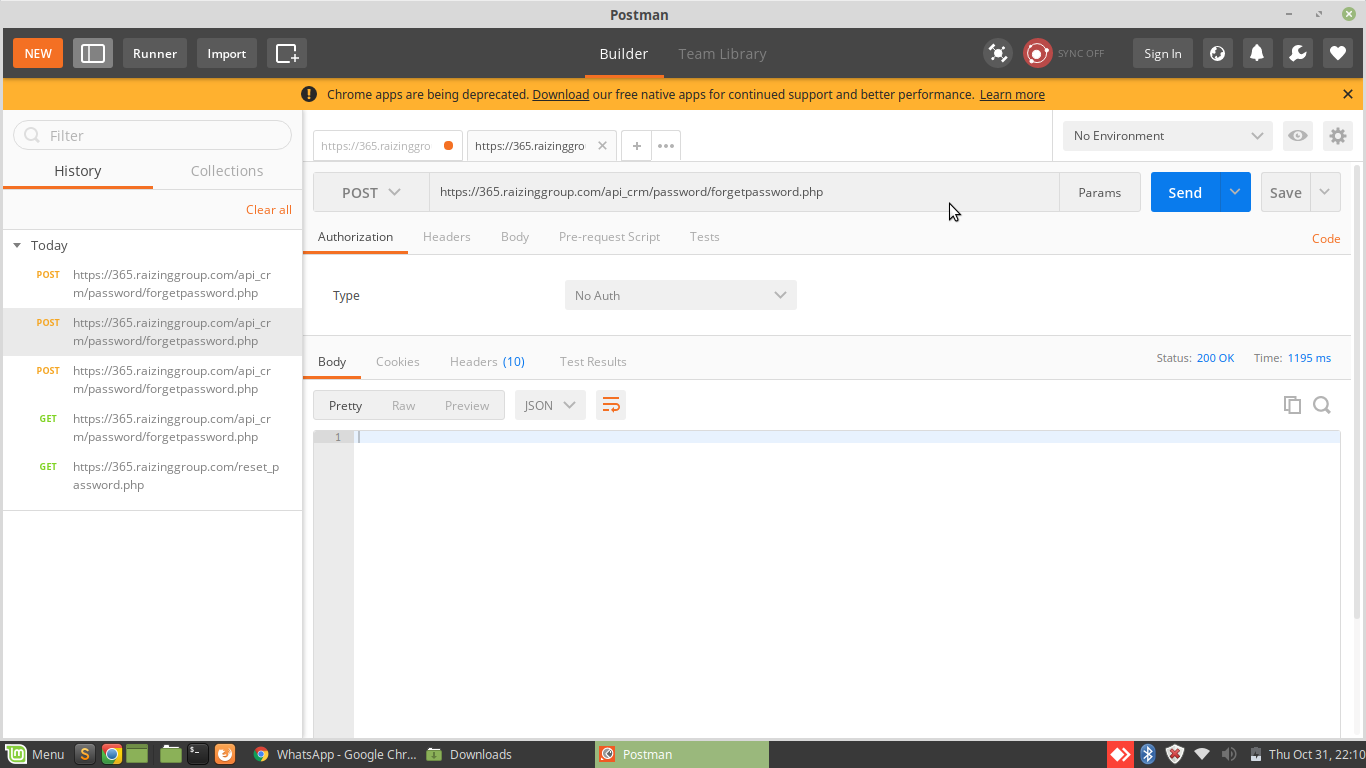 Postman
NEW Runner Import Builder Team Library SYNC OFF Sign In
Chrome apps are being deprecated. Download our free native apps for continued support and better performance. Learn more
Filter
History Collections
Clear all
Today
POST https://365.raizinggroup.com/api_cr
m/password/forgetpassword.php
POST https://365.raizinggroup.com/api_cr
m/password/forgetpassword.php
POST https://365.raizinggroup.com/api_cr
m/password/forgetpassword.php
GET https://365.raizinggroup.com/api_cr
m/password/forgetpassword.php
GET https://365.raizinggroup.com/reset_p
assword.php
https://365.raizinggro https://365.raizinggro + No Environment
POST https://365.raizinggroup.com/api_crm/password/forgetpassword.php Params Send Save
Authorization Headers Body Pre-request Script Tests Code
Type No Auth
Body Cookies Headers (10) Test Results Status: 200 OK Time: 1195 ms
Pretty Raw Preview JSON
1
Menu WhatsApp - Google Chr... Downloads Postman Thu Oct 31, 22:10